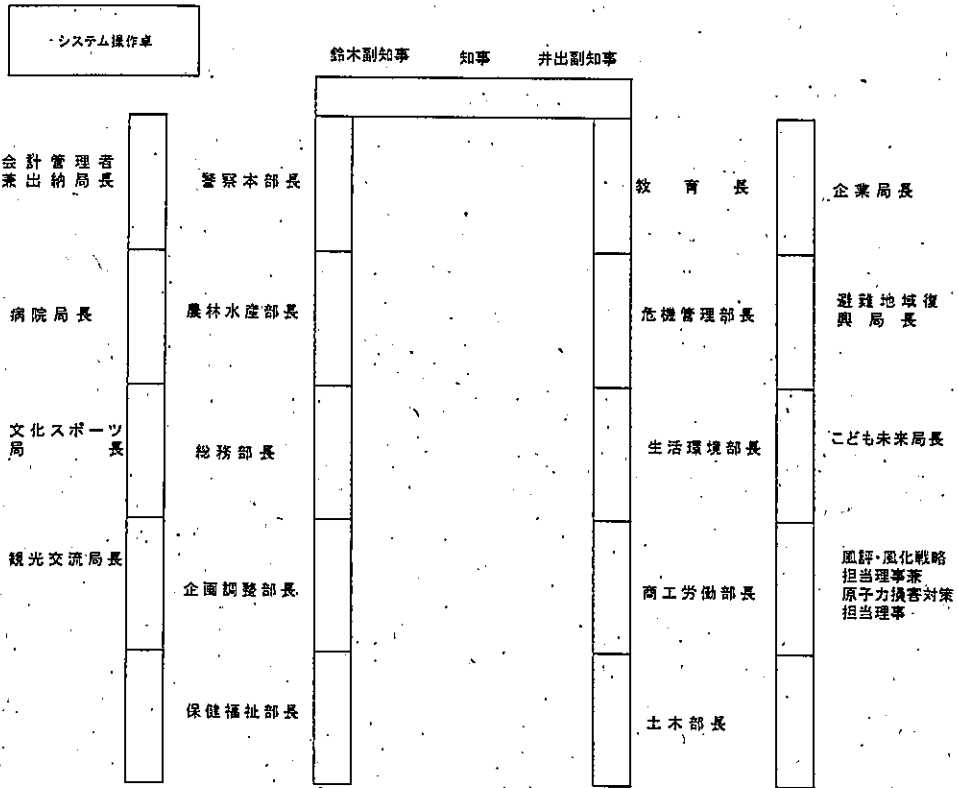 システム操作卓
鈴木副知事 知事 井出副知事
会計管理者
兼出納局長
警察本部長
教育長
企業局長
病院局長
農林水産部長
危機管理部長
避難地域復
興局長
文化スポーツ
局長
総務部長
生活環境部長
こども未来局長
観光交流局長
企画調整部長
商工労働部長
風評・風化戦略
担当理事兼
原子力損害対策
担当理事
保健福祉部長
土木部長